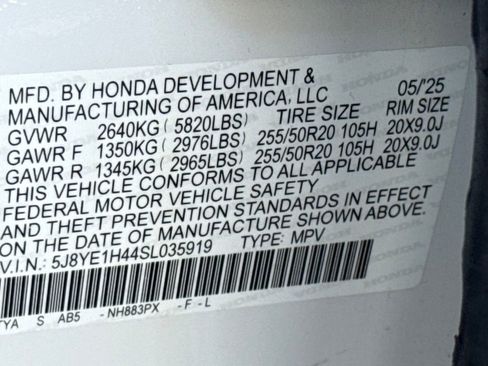 MFD. BY HONDA DEVELOPMENT & 05/'25
MANUFACTURING OF AMERICA, LLC
GVWR 2640KG (5820LBS) TIRE SIZE RIM SIZE
GAWR F 1350KG (2976LBS) 255/50R20 105H 20X9.0J
GAWR R 1345KG (2965LBS) 255/50R20 105H 20X9.0J
THIS VEHICLE CONFORMS TO ALL APPLICABLE
FEDERAL MOTOR VEHICLE SAFETY
AND THEFT PREVENTION STANDARDS IN EFFECT
ON THE DATE OF MANUFACTURE SHOWN ABOVE.
V.I.N.: 5J8YE1H44SL035919 TYPE: MPV
TYA S AB5 -NH883PX -F-L